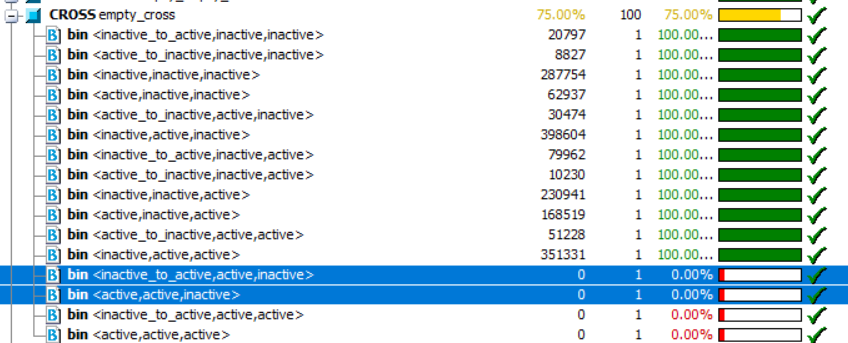 CROSS empty_cross 75.00% 100 75.00%
B bin <inactive_to_active,inactive,inactive> 20797 1 100.00...
B bin <active_to_inactive,inactive,inactive> 8827 1 100.00...
B bin <inactive,inactive,inactive> 287754 1 100.00...
B bin <active,inactive,inactive> 62937 1 100.00...
B bin <active_to_inactive,active,inactive> 30474 1 100.00...
B bin <inactive,active,inactive> 398604 1 100.00...
B bin <inactive_to_active,inactive,active> 79962 1 100.00...
B bin <active_to_inactive,inactive,active> 10230 1 100.00...
B bin <inactive,inactive,active> 230941 1 100.00...
B bin <active,inactive,active> 168519 1 100.00...
B bin <active_to_inactive,active,active> 51228 1 100.00...
B bin <inactive,active,active> 351331 1 100.00...
B bin <inactive_to_active,active,inactive> 0 1 0.00%
B bin <active,active,inactive> 0 1 0.00%
B bin <inactive_to_active,active,active> 0 1 0.00%
B bin <active,active,active> 0 1 0.00%